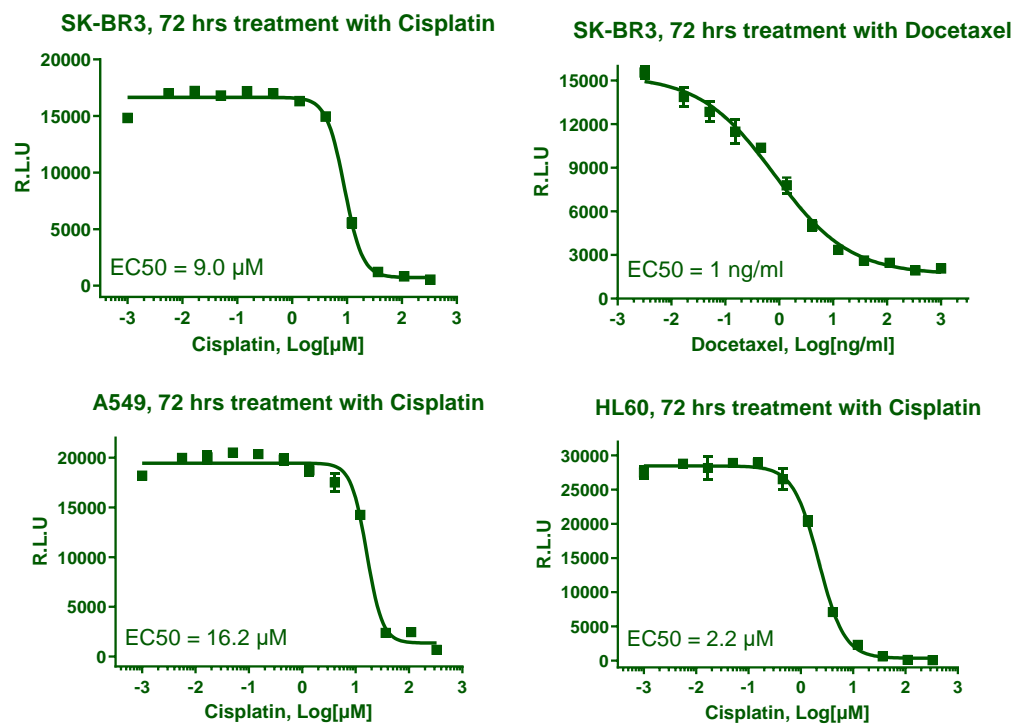 SK-BR3, 72 hrs treatment with Cisplatin
20000
15000
10000
5000
0
R.L.U
EC50 = 9.0 µM
-3 -2 -1 0 1 2 3
Cisplatin, Log[µM]
SK-BR3, 72 hrs treatment with Docetaxel
15000
12000
9000
6000
3000
0
R.L.U
EC50 = 1 ng/ml
-3 -2 -1 0 1 2 3
Docetaxel, Log[ng/ml]
A549, 72 hrs treatment with Cisplatin
20000
15000
10000
5000
0
R.L.U
EC50 = 16.2 µM
-3 -2 -1 0 1 2 3
Cisplatin, Log[µM]
HL60, 72 hrs treatment with Cisplatin
30000
25000
20000
15000
10000
5000
0
R.L.U
EC50 = 2.2 µM
-3 -2 -1 0 1 2 3
Cisplatin, Log[µM]